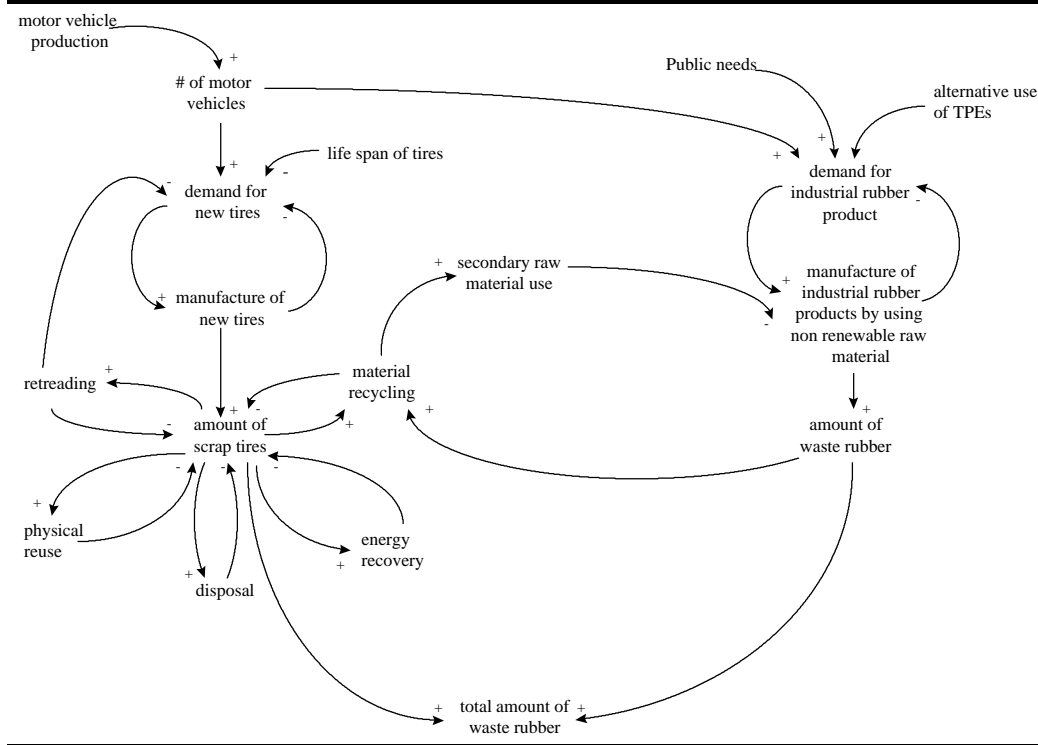 motor vehicle
production
+
# of motor
vehicles
Public needs
alternative use
of TPEs
+
+
+
-
life span of tires
-
demand for
new tires
-
demand for
industrial rubber
product
-
+
secondary raw
material use
+
manufacture of
new tires
+
manufacture of
industrial rubber
products by using
non renewable raw
material
-
retreading
+
material
recycling
+
-
+
+
-
+
amount of
scrap tires
amount of
waste rubber
-
-
-
+
physical
reuse
energy
recovery
+
+
disposal
+
total amount of
waste rubber
+